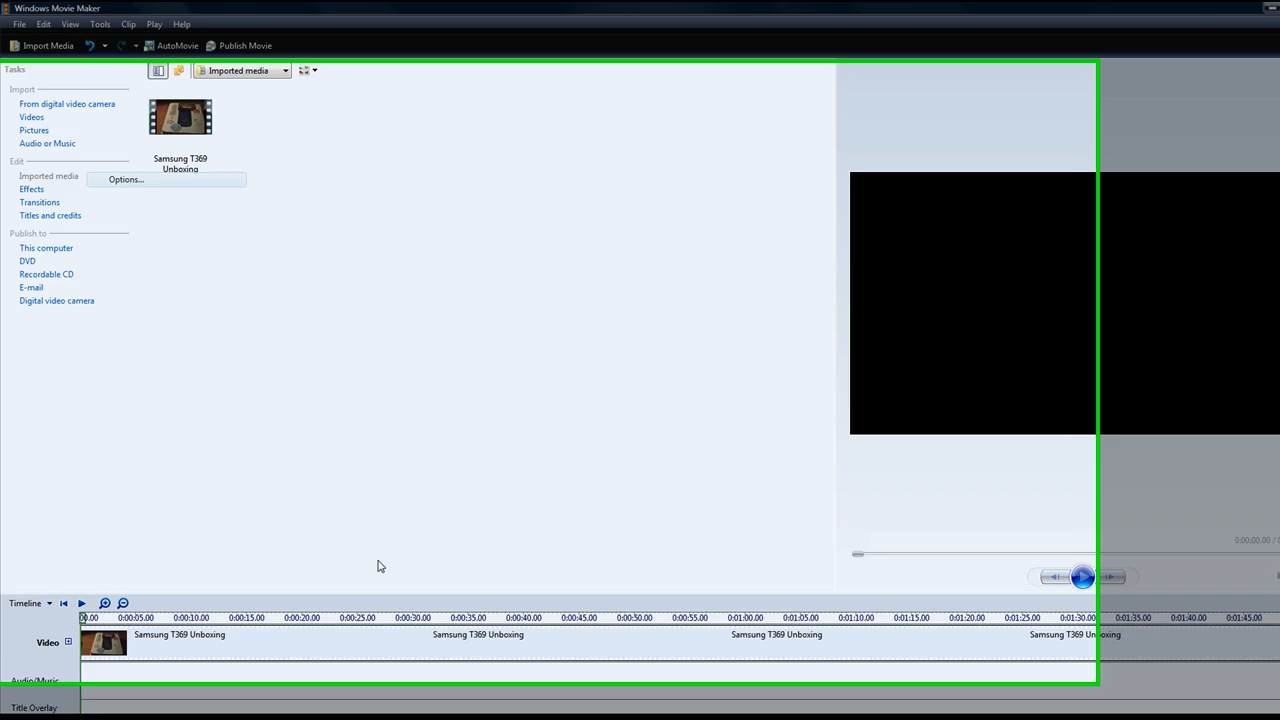 Windows Movie Maker
File Edit View Tools Clip Play Help
Import Media AutoMovie Publish Movie
Tasks
Imported media
Import
From digital video camera
Videos
Pictures
Audio or Music
Samsung T369
Unboxing
Edit
Imported media
Options...
Effects
Transitions
Titles and credits
Publish to
This computer
DVD
Recordable CD
E-mail
Digital video camera
0:00:00.00 /
Timeline
00.00 0:00:05.00 0:00:10.00 0:00:15.00 0:00:20.00 0:00:25.00 0:00:30.00 0:00:35.00 0:00:40.00 0:00:45.00 0:00:50.00 0:00:55.00 0:01:00.00 0:01:05.00 0:01:10.00 0:01:15.00 0:01:20.00 0:01:25.00 0:01:30.00 0:01:35.00 0:01:40.00 0:01:45.00
Video Samsung T369 Unboxing Samsung T369 Unboxing Samsung T369 Unboxing Samsung T369 Unboxing
Audio/Music
Title Overlay